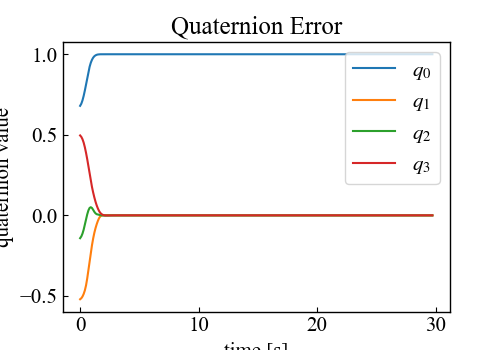 Quaternion Error
1.0
0.5
0.0
−0.5
quaternion value
q0
q1
q2
q3
0 10 20 30
time [s]